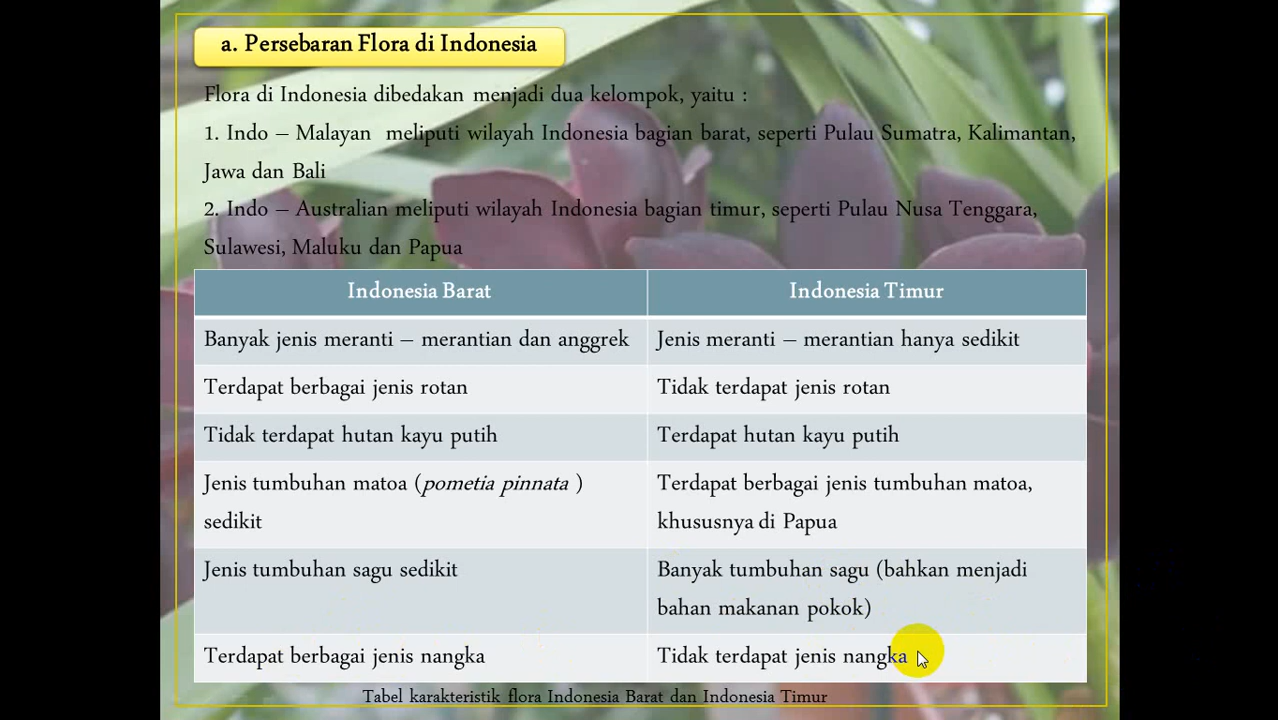 a. Persebaran Flora di Indonesia
Flora di Indonesia dibedakan menjadi dua kelompok, yaitu :
1. Indo – Malayan meliputi wilayah Indonesia bagian barat, seperti Pulau Sumatra, Kalimantan,
Jawa dan Bali
2. Indo – Australian meliputi wilayah Indonesia bagian timur, seperti Pulau Nusa Tenggara,
Sulawesi, Maluku dan Papua
Indonesia Barat
Indonesia Timur
Banyak jenis meranti – merantian dan anggrek
Jenis meranti – merantian hanya sedikit
Terdapat berbagai jenis rotan
Tidak terdapat jenis rotan
Tidak terdapat hutan kayu putih
Terdapat hutan kayu putih
Jenis tumbuhan matoa (pometia pinnata )
sedikit
Terdapat berbagai jenis tumbuhan matoa,
khususnya di Papua
Jenis tumbuhan sagu sedikit
Banyak tumbuhan sagu (bahkan menjadi
bahan makanan pokok)
Terdapat berbagai jenis nangka
Tidak terdapat jenis nangka
Tabel karakteristik flora Indonesia Barat dan Indonesia Timur